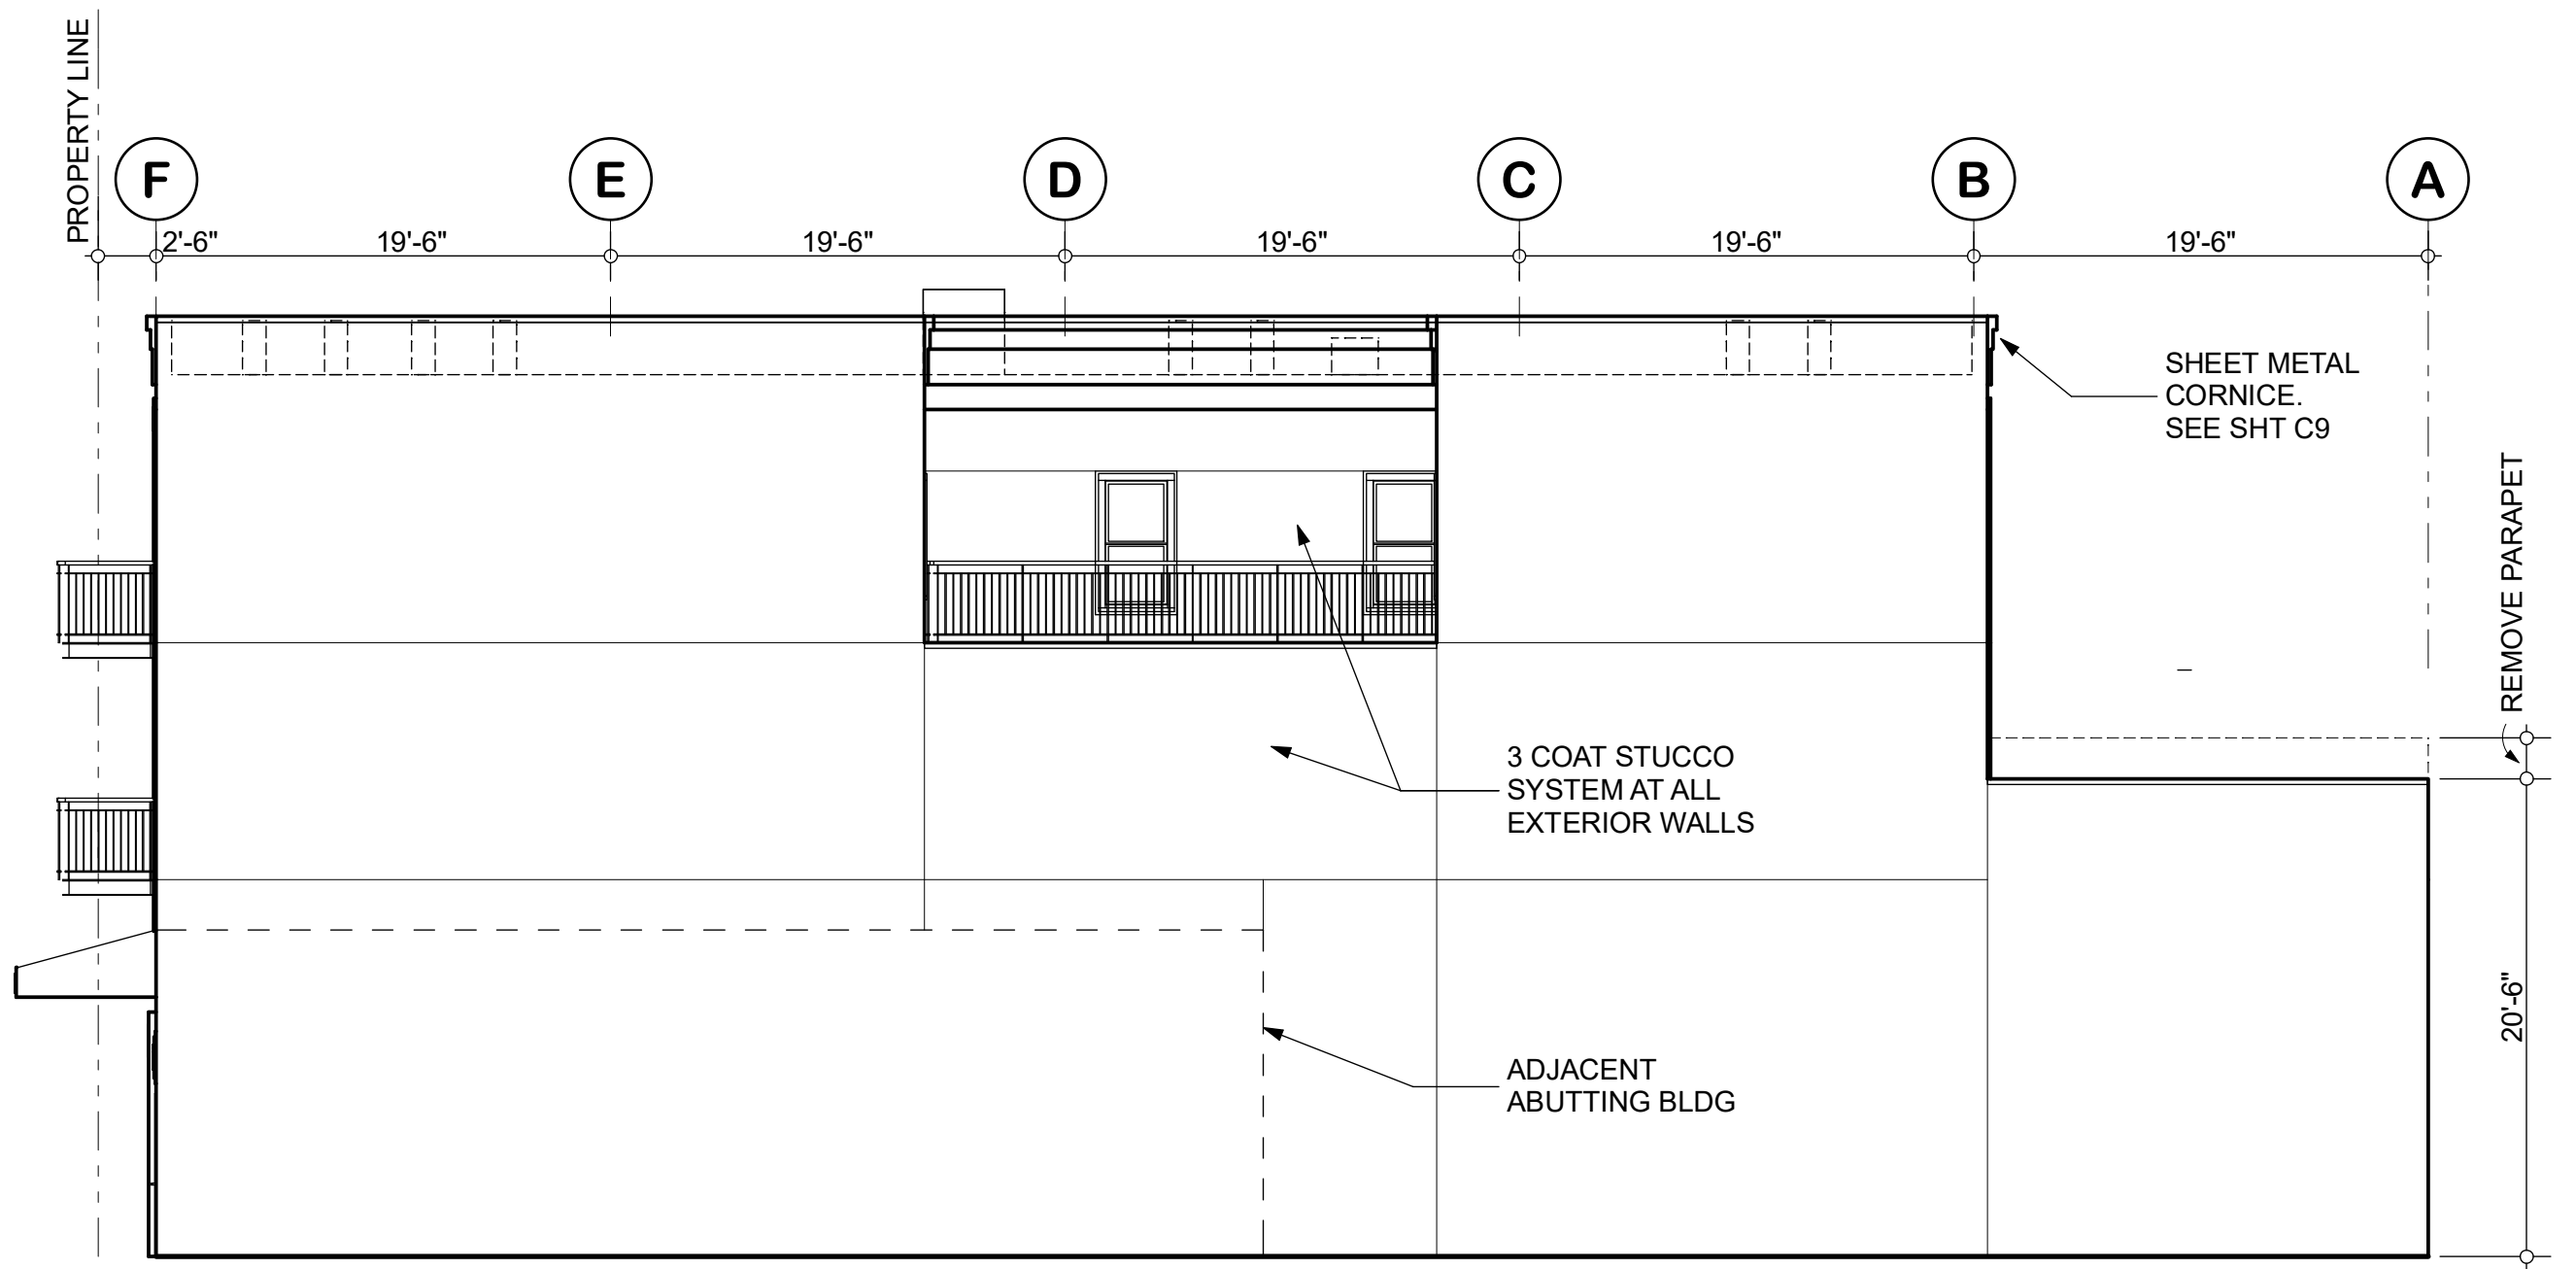 PROPERTY LINE
F
E
D
C
B
A
2'-6"
19'-6"
19'-6"
19'-6"
19'-6"
19'-6"
SHEET METAL
CORNICE.
SEE SHT C9
REMOVE PARAPET
3 COAT STUCCO
SYSTEM AT ALL
EXTERIOR WALLS
20'-6"
ADJACENT
ABUTTING BLDG